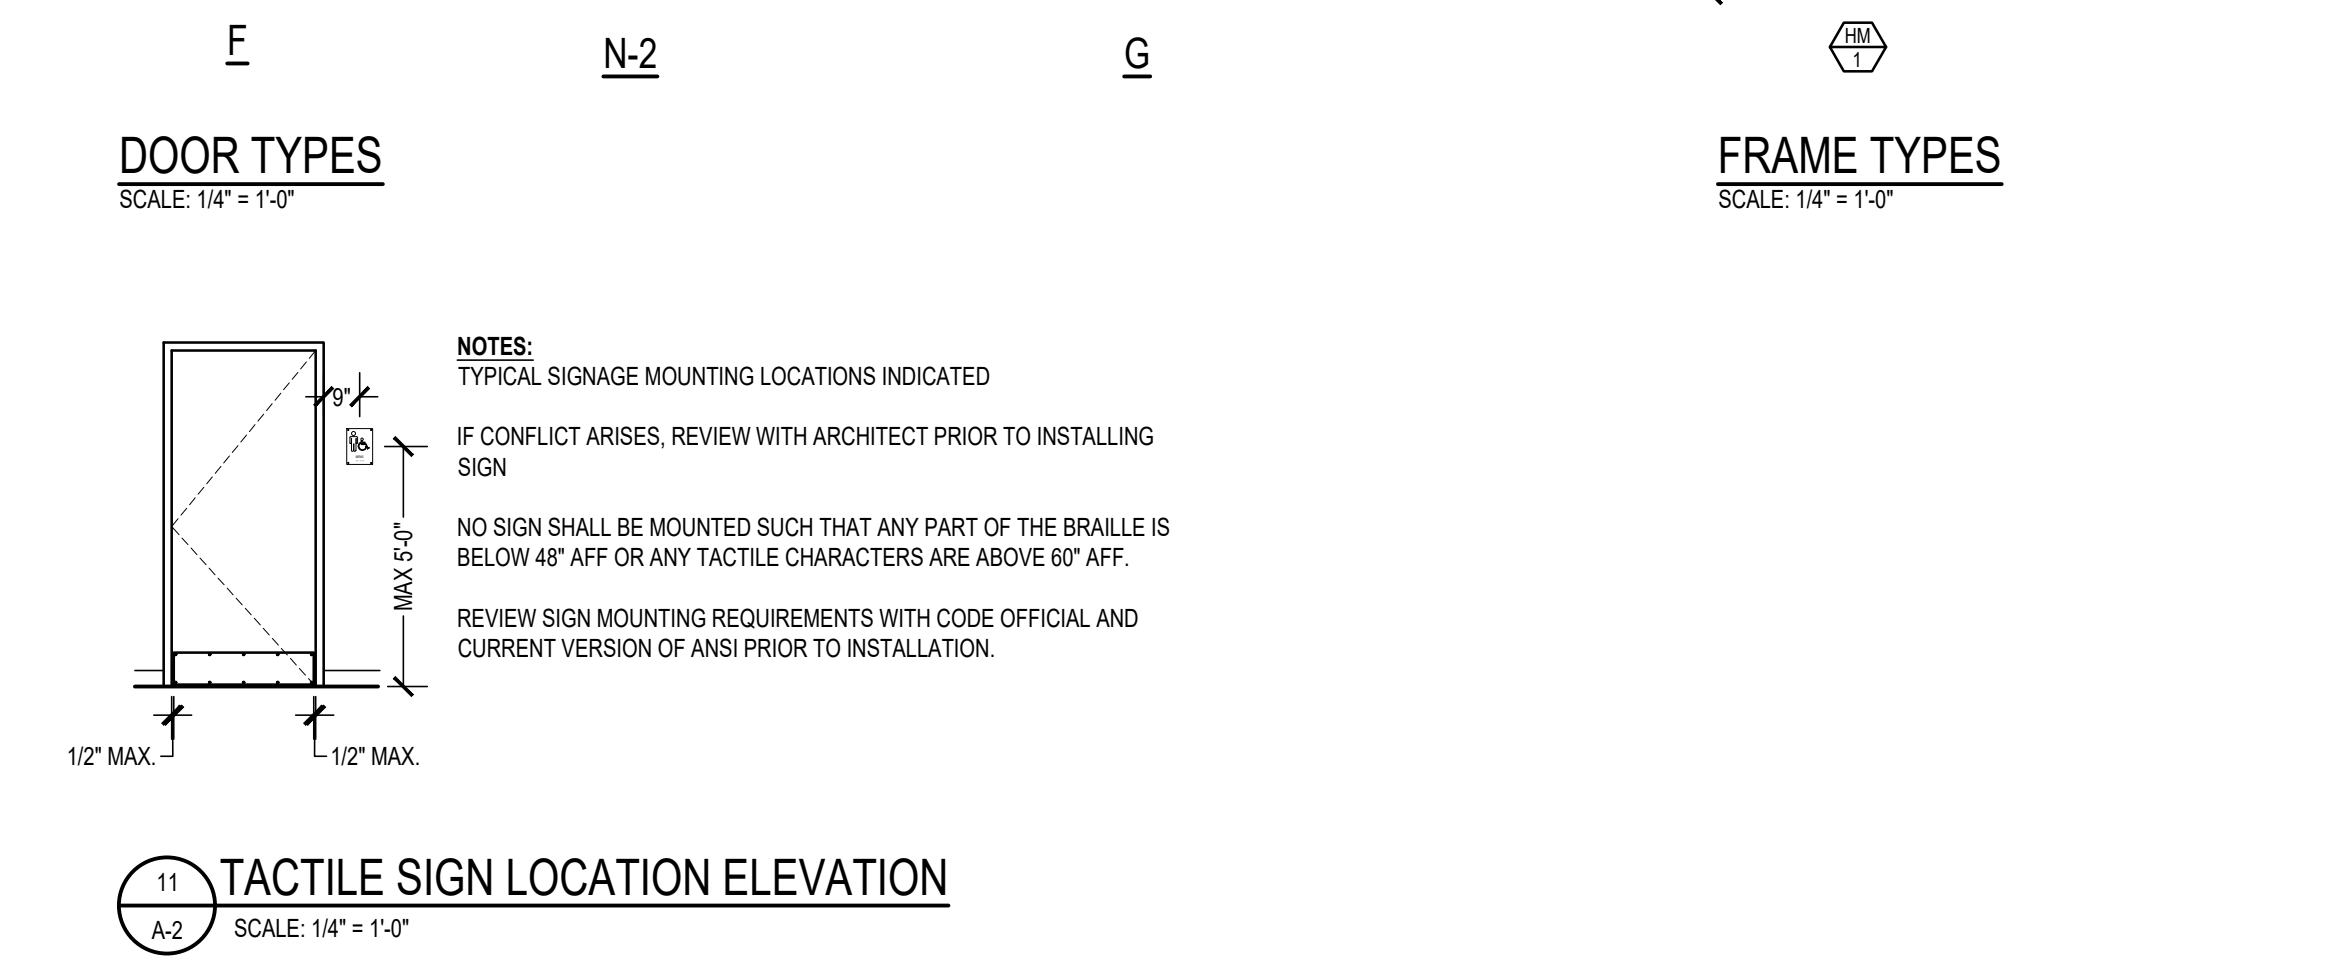 F
N-2
G
HM
1
DOOR TYPES
SCALE: 1/4" = 1'-0"
FRAME TYPES
SCALE: 1/4" = 1'-0"
9"
MAX 5'-0"
1/2" MAX.
1/2" MAX.
NOTES:
TYPICAL SIGNAGE MOUNTING LOCATIONS INDICATED
IF CONFLICT ARISES, REVIEW WITH ARCHITECT PRIOR TO INSTALLING
SIGN
NO SIGN SHALL BE MOUNTED SUCH THAT ANY PART OF THE BRAILLE IS
BELOW 48" AFF OR ANY TACTILE CHARACTERS ARE ABOVE 60" AFF.
REVIEW SIGN MOUNTING REQUIREMENTS WITH CODE OFFICIAL AND
CURRENT VERSION OF ANSI PRIOR TO INSTALLATION.
11
A-2
TACTILE SIGN LOCATION ELEVATION
SCALE: 1/4" = 1'-0"